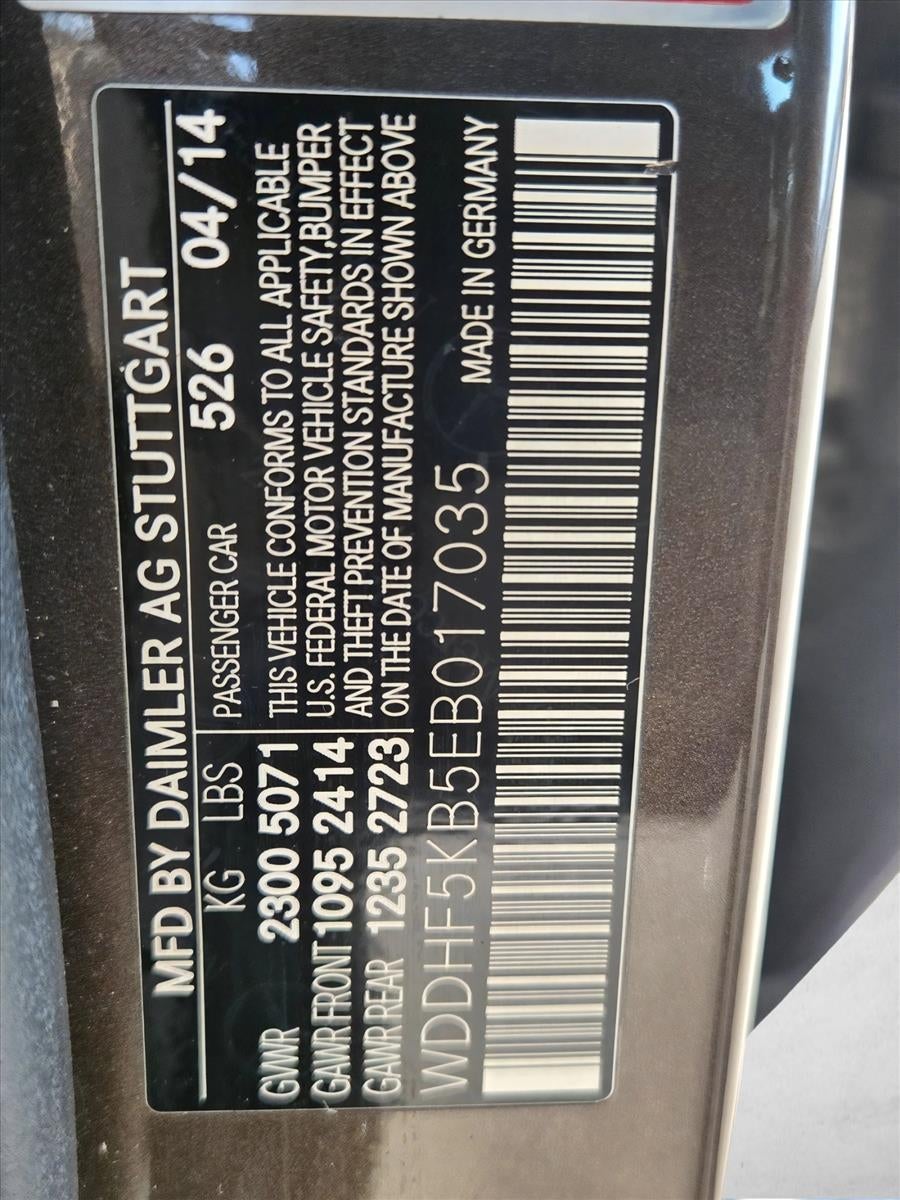 MFD BY DAIMLER AG STUTTGART
KG LBS PASSENGER CAR 526 04/14
GVWR 2300 5071
GAWR FRONT 1095 2414
GAWR REAR 1235 2723
THIS VEHICLE CONFORMS TO ALL APPLICABLE
U.S. FEDERAL MOTOR VEHICLE SAFETY,BUMPER
AND THEFT PREVENTION STANDARDS IN EFFECT
ON THE DATE OF MANUFACTURE SHOWN ABOVE
WDDHF5KB5EB017035 MADE IN GERMANY